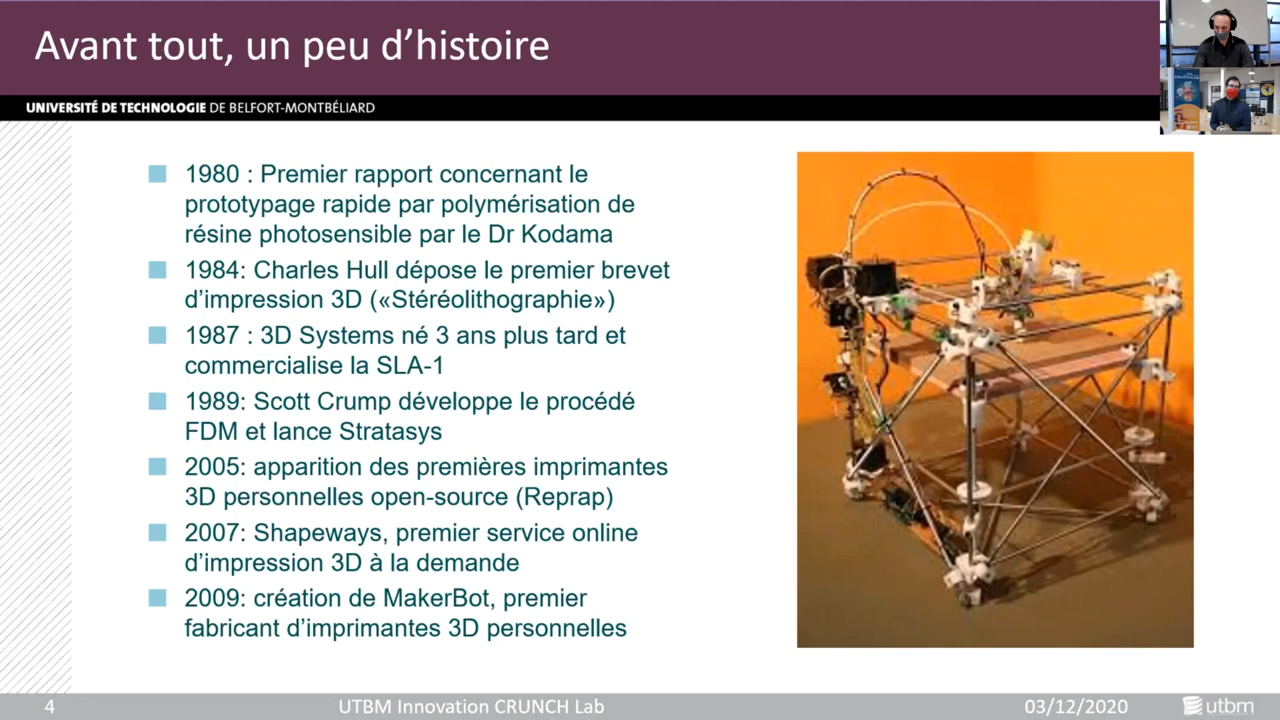 Avant tout, un peu d’histoire
UNIVERSITÉ DE TECHNOLOGIE DE BELFORT-MONTBÉLIARD
1980 : Premier rapport concernant le
prototypage rapide par polymérisation de
résine photosensible par le Dr Kodama
1984: Charles Hull dépose le premier brevet
d’impression 3D («Stéréolithographie»)
1987 : 3D Systems né 3 ans plus tard et
commercialise la SLA-1
1989: Scott Crump développe le procédé
FDM et lance Stratasys
2005: apparition des premières imprimantes
3D personnelles open-source (Reprap)
2007: Shapeways, premier service online
d’impression 3D à la demande
2009: création de MakerBot, premier
fabricant d’imprimantes 3D personnelles
4
UTBM Innovation CRUNCH Lab
03/12/2020
utbm